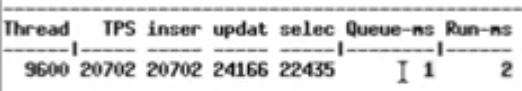 Thread TPS inser updat selec Queue-ms Run-ms
------|------ ------ ------ ------|---------|-------
9600 20702 20702 24166 22435 1 2